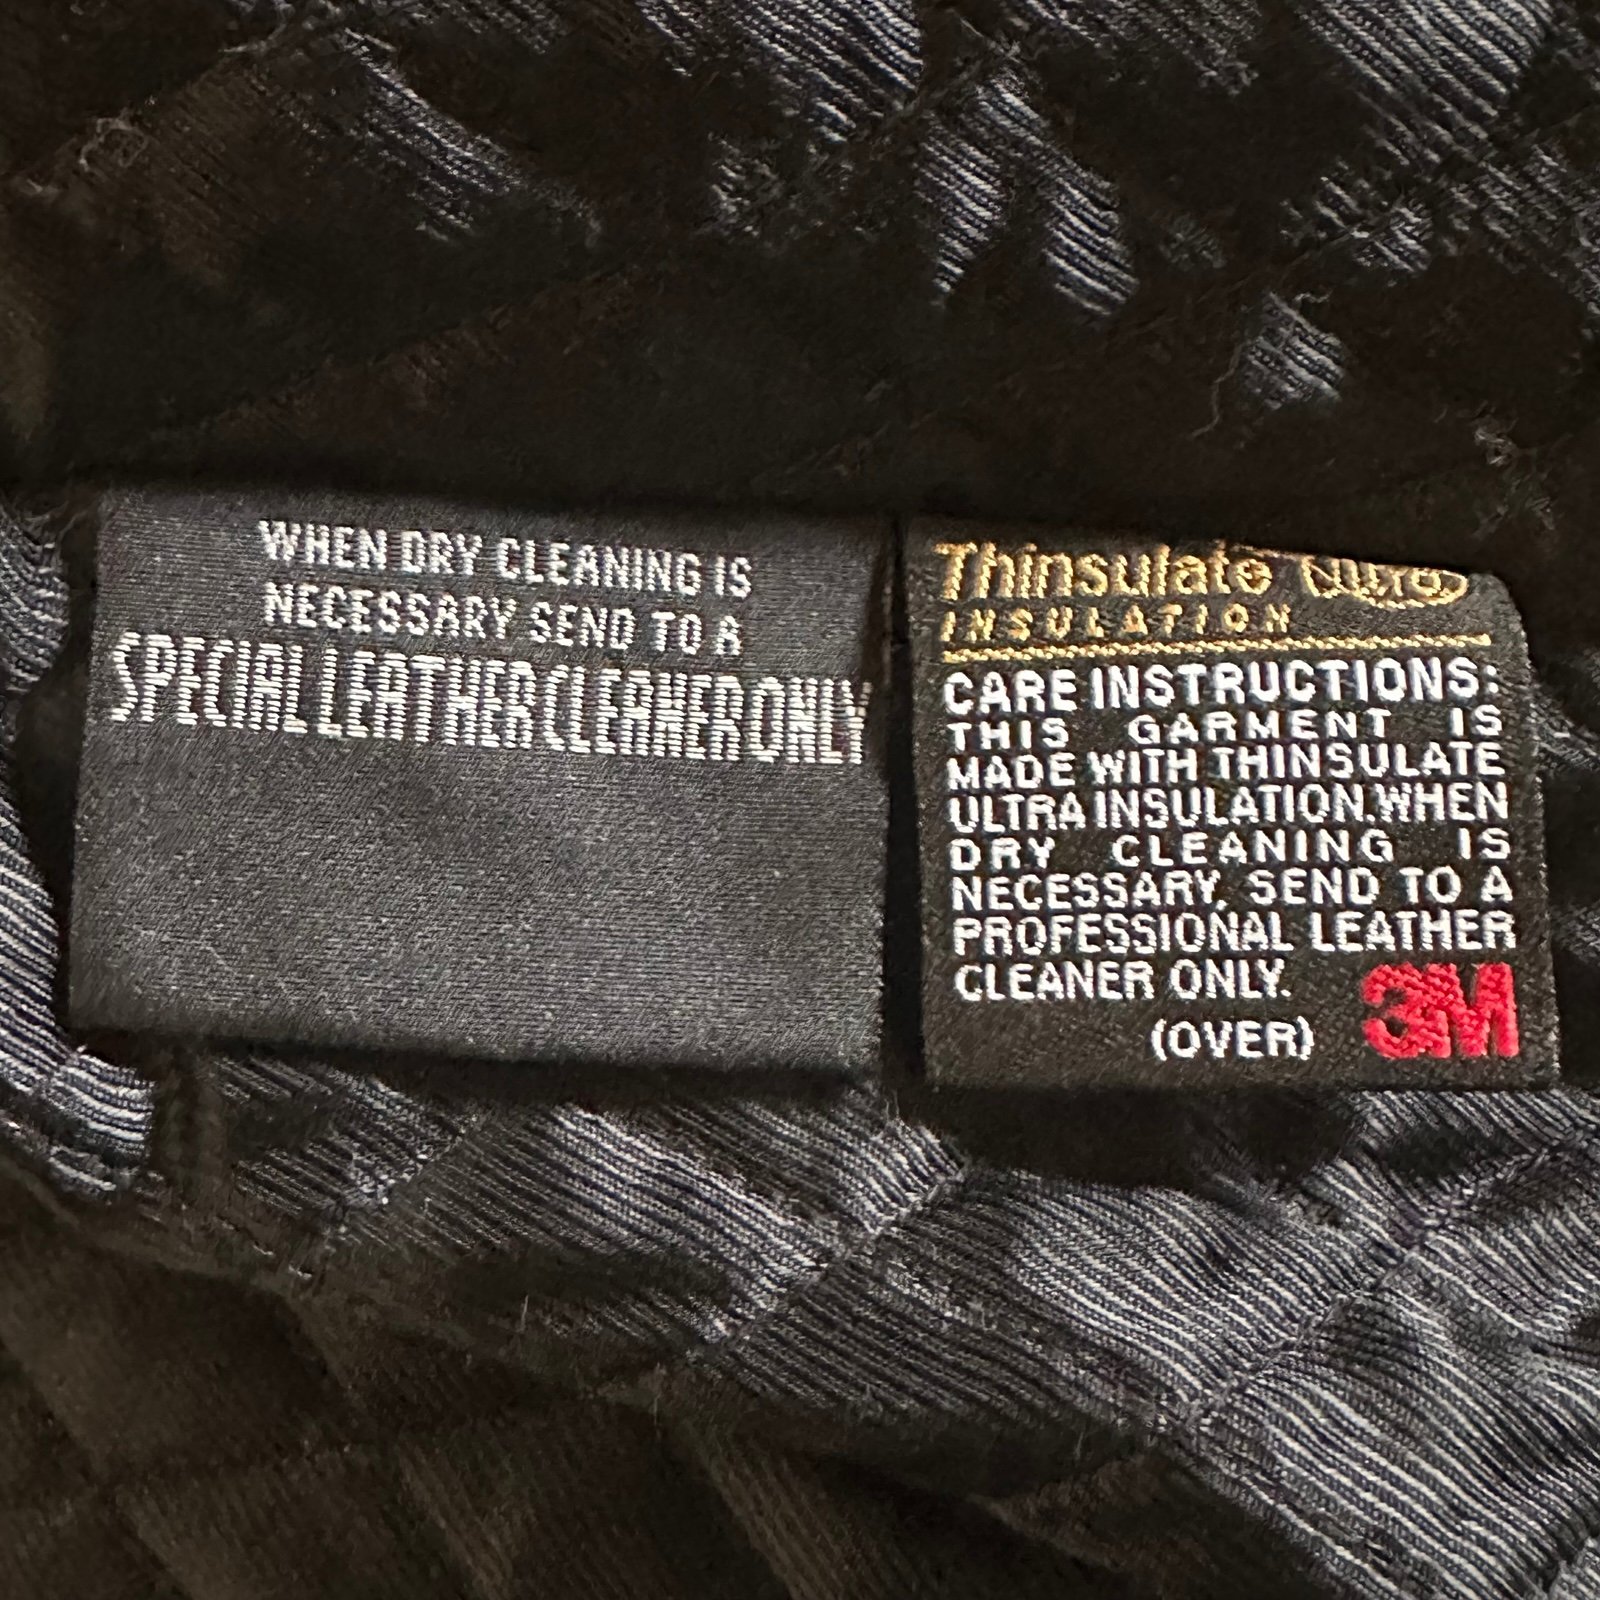 WHEN DRY CLEANING IS
NECESSARY SEND TO A
SPECIAL LEATHER CLEANER ONLY
Thinsulate Ultra
INSULATION
CARE INSTRUCTIONS:
THIS GARMENT IS
MADE WITH THINSULATE
ULTRA INSULATION.WHEN
DRY CLEANING IS
NECESSARY, SEND TO A
PROFESSIONAL LEATHER
CLEANER ONLY.
(OVER)
3M